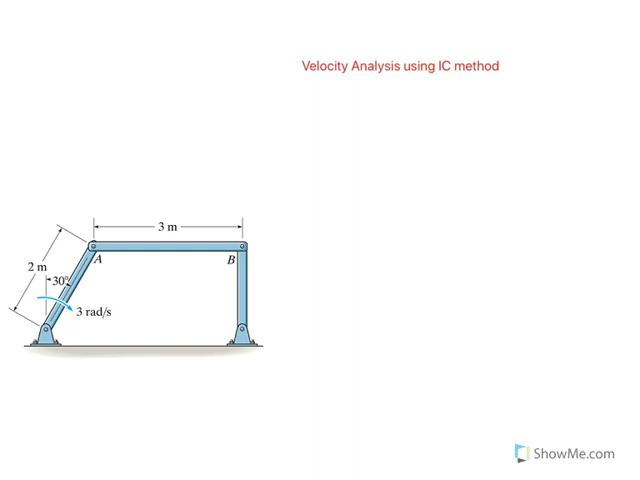 Velocity Analysis using IC method
3 m
A
B
2 m
30°
3 rad/s
ShowMe.com